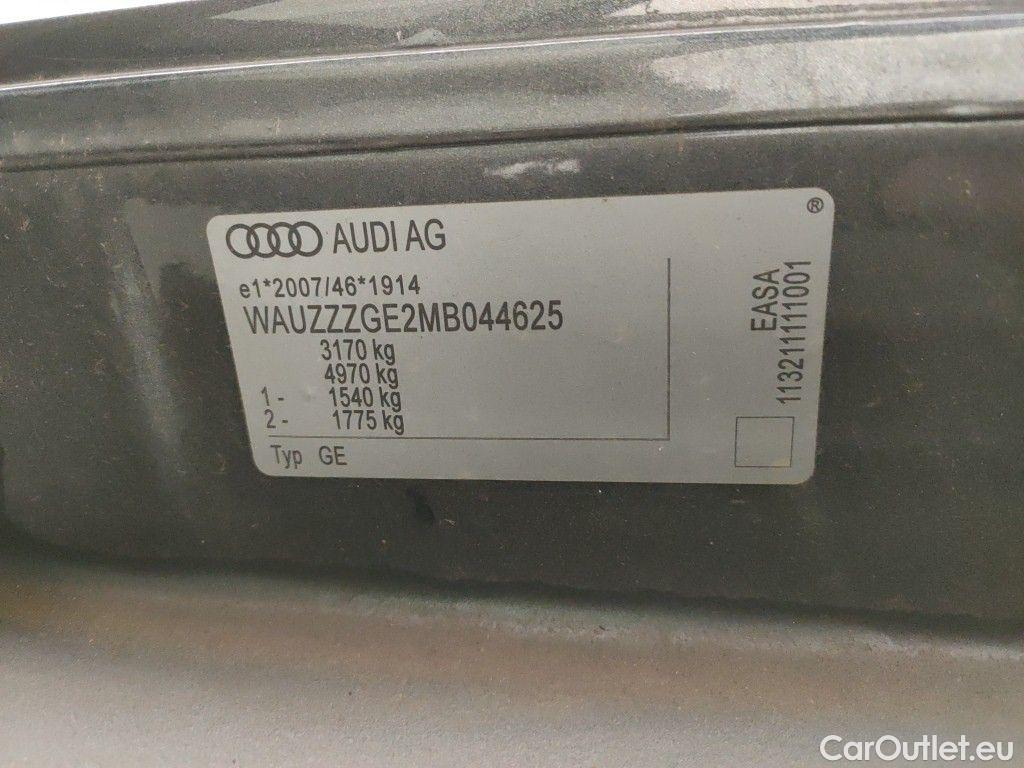 AUDI AG
®
e1*2007/46*1914
WAUZZZGE2MB044625
3170 kg
4970 kg
1 - 1540 kg
2 - 1775 kg
Typ GE
EASA
113211111001
CarOutlet.eu